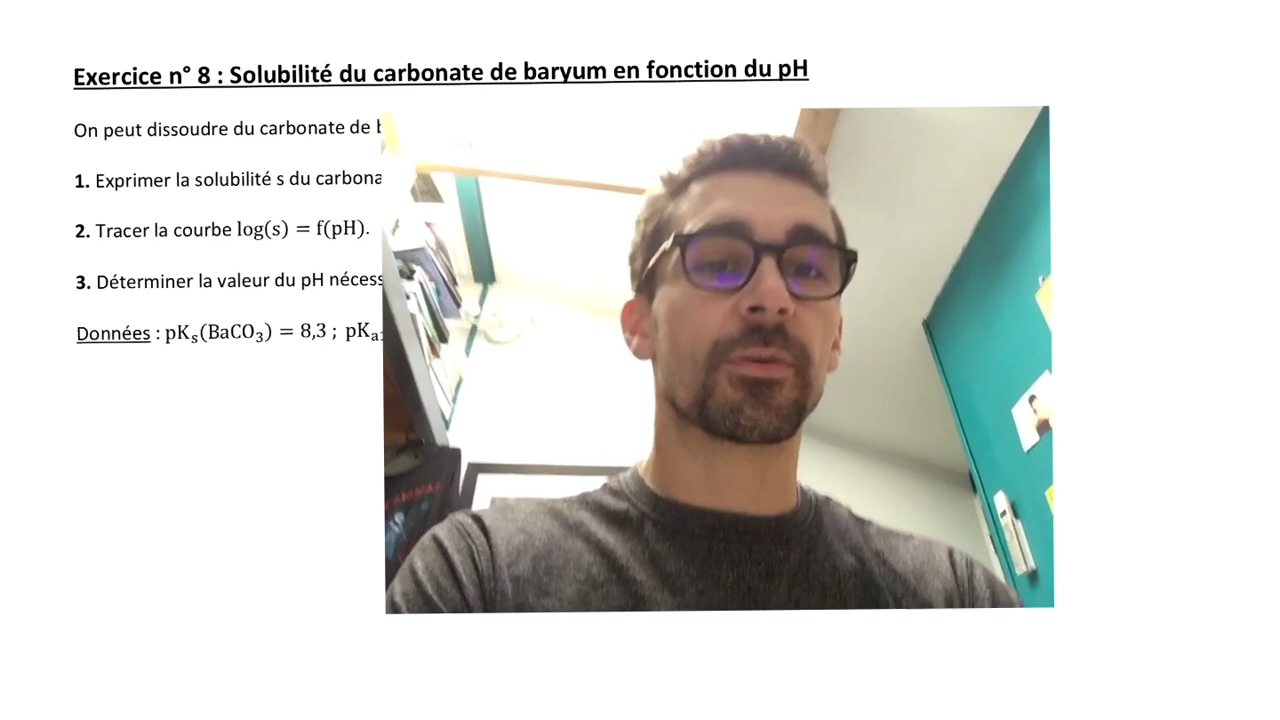 Exercice n° 8 : Solubilité du carbonate de baryum en fonction du pH
On peut dissoudre du carbonate de
1. Exprimer la solubilité s du
2. Tracer la courbe log(s) = f(pH).
3. Déterminer la valeur du pH
Données : pKₛ(BaCO₃) = 8,3 ;